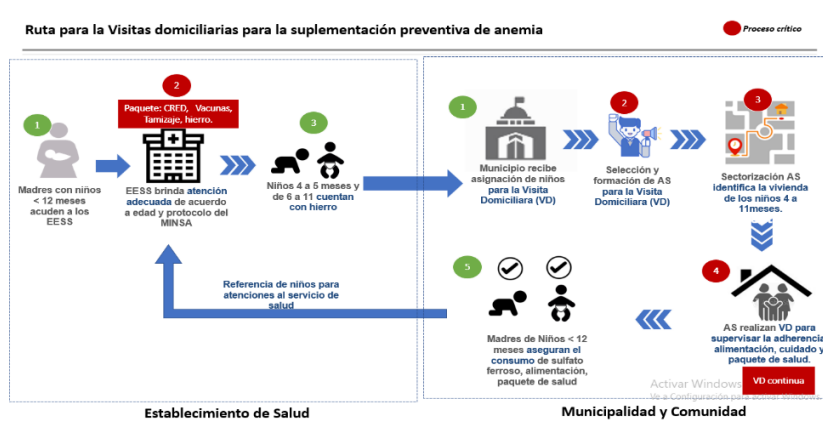 Ruta para la Visitas domiciliarias para la suplementación preventiva de anemia
Proceso crítico
1
Madres con niños
< 12 meses
acuden a los
EESS
2
Paquete: CRED, Vacunas,
Tamizaje, hierro.
EESS brinda atención
adecuada de acuerdo
a edad y protocolo del
MINSA
3
Niños 4 a 5 meses y
de 6 a 11 cuentan
con hierro
Referencia de niños para
atenciones al servicio de
salud
Establecimiento de Salud
1
Municipio recibe
asignación de niños
para la Visita
Domiciliara (VD)
2
Selección y
formación de AS
para la Visita
Domiciliara (VD)
3
Sectorización AS
identifica la vivienda
de los niños 4 a
11meses.
4
AS realizan VD para
supervisar la adherencia,
alimentación, cuidado y
paquete de salud.
VD continua
5
Madres de Niños < 12
meses aseguran el
consumo de sulfato
ferroso, alimentación,
paquete de salud
Activar Windows
Ve a Configuración para activar Windows.
Municipalidad y Comunidad